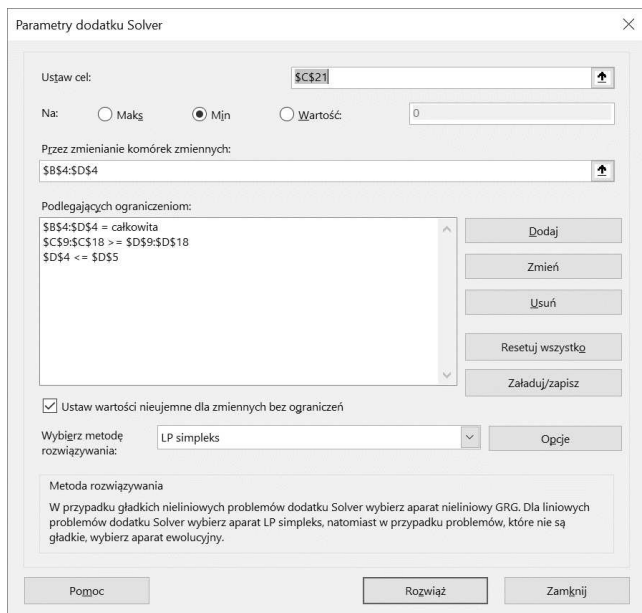 Parametry dodatku Solver
Ustaw cel: $C$21
Na: Maks Min Wartość: 0
Przez zmienianie komórek zmiennych:
$B$4:$D$4
Podlegających ograniczeniom:
$B$4:$D$4 = całkowita
$C$9:$C$18 >= $D$9:$D$18
$D$4 <= $D$5
Dodaj
Zmień
Usuń
Resetuj wszystko
Załaduj/zapisz
Ustaw wartości nieujemne dla zmiennych bez ograniczeń
Wybierz metodę
rozwiązywania:
LP simpleks
Opcje
Metoda rozwiązywania
W przypadku gładkich nieliniowych problemów dodatku Solver wybierz aparat nieliniowy GRG. Dla liniowych
problemów dodatku Solver wybierz aparat LP simpleks, natomiast w przypadku problemów, które nie są
gładkie, wybierz aparat ewolucyjny.
Pomoc Rozwiąż Zamknij